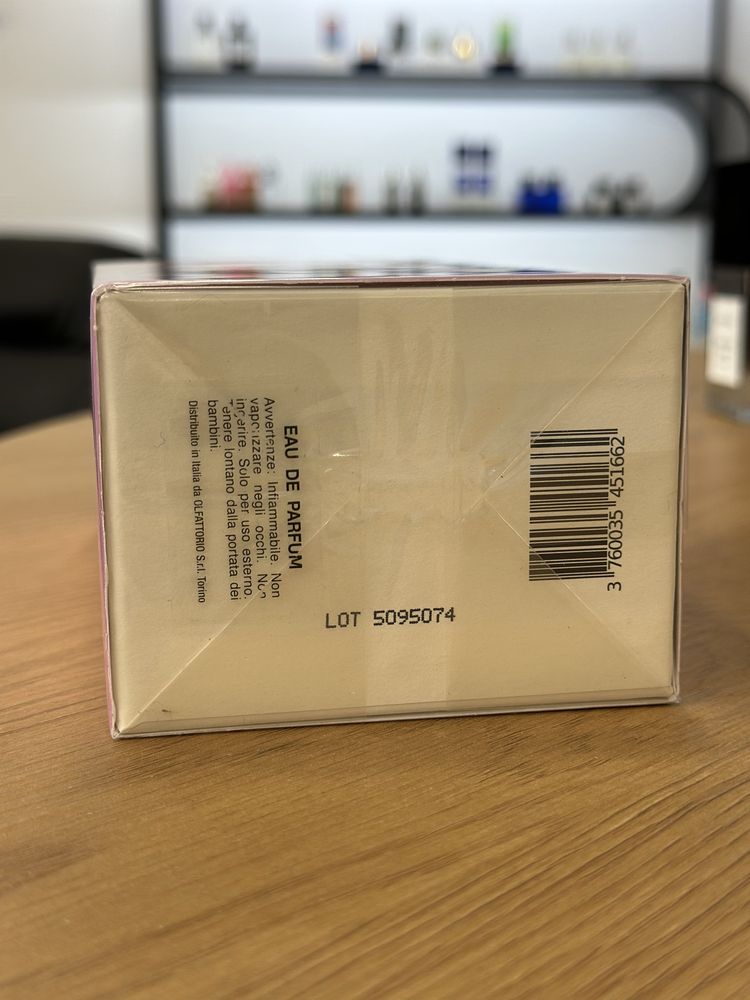 EAU DE PARFUM
Avvertenze: Infiammabile. Non
vaporizzare negli occhi. Non
ingerire. Solo per uso esterno.
Tenere lontano dalla portata dei
bambini.
Distribuito in Italia da OLFATTORIO S.r.l. Torino
LOT 5095074
3 760035 451662